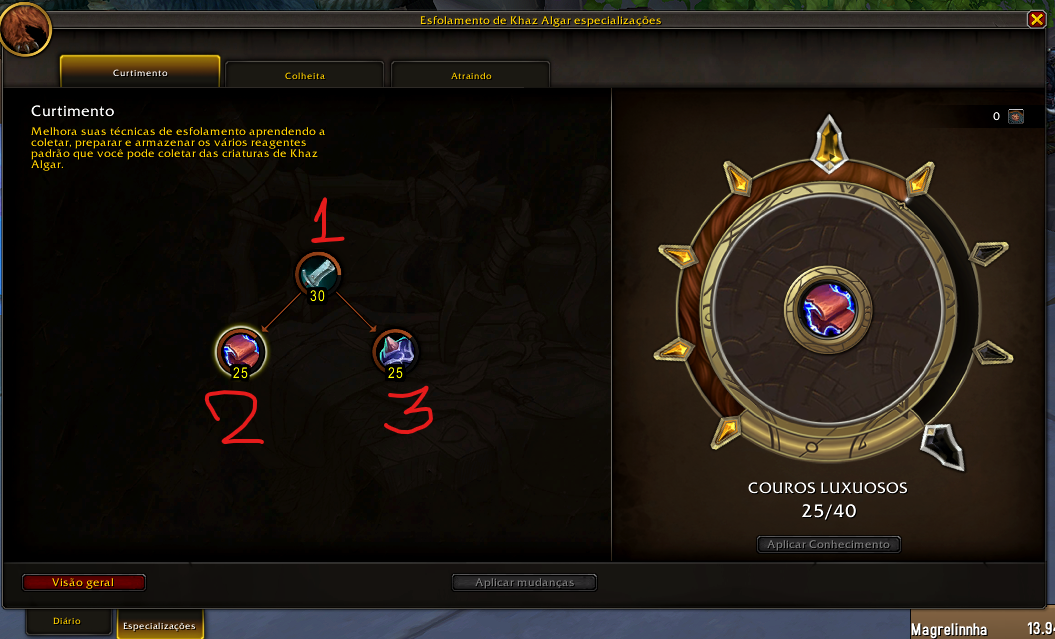 Esfolamento de Khaz Algar especializações
Curtimento
Colheita
Atraindo
Curtimento
Melhora suas técnicas de esfolamento aprendendo a
coletar, preparar e armazenar os vários reagentes
padrão que você pode coletar das criaturas de Khaz
Algar.
0
1
30
25
25
2
3
COUROS LUXUOSOS
25/40
Aplicar Conhecimento
Visão geral
Aplicar mudanças
Diário
Especializações
Magrelinnha
13.9